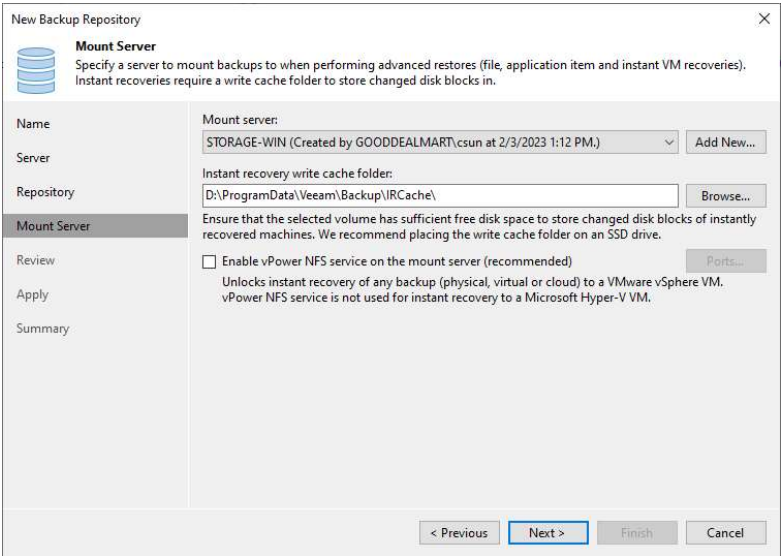 New Backup Repository
Mount Server
Specify a server to mount backups to when performing advanced restores (file, application item and instant VM recoveries).
Instant recoveries require a write cache folder to store changed disk blocks in.
Name
Server
Repository
Mount Server
Review
Apply
Summary
Mount server:
STORAGE-WIN (Created by GOODDEALMART\csun at 2/3/2023 1:12 PM.)
Add New...
Instant recovery write cache folder:
D:\ProgramData\Veeam\Backup\IRCache\
Browse...
Ensure that the selected volume has sufficient free disk space to store changed disk blocks of instantly
recovered machines. We recommend placing the write cache folder on an SSD drive.
Enable vPower NFS service on the mount server (recommended)
Ports...
Unlocks instant recovery of any backup (physical, virtual or cloud) to a VMware vSphere VM.
vPower NFS service is not used for instant recovery to a Microsoft Hyper-V VM.
< Previous
Next >
Finish
Cancel